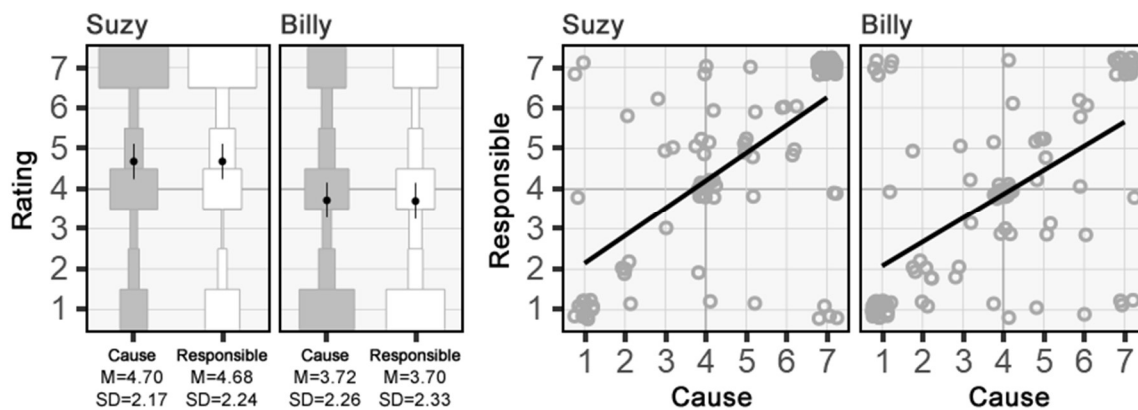 Suzy Billy
Rating
7
6
5
4
3
2
1
Cause Responsible Cause Responsible
M=4.70 M=4.68 M=3.72 M=3.70
SD=2.17 SD=2.24 SD=2.26 SD=2.33
Suzy Billy
Responsible
7
6
5
4
3
2
1
1 2 3 4 5 6 7 1 2 3 4 5 6 7
Cause Cause